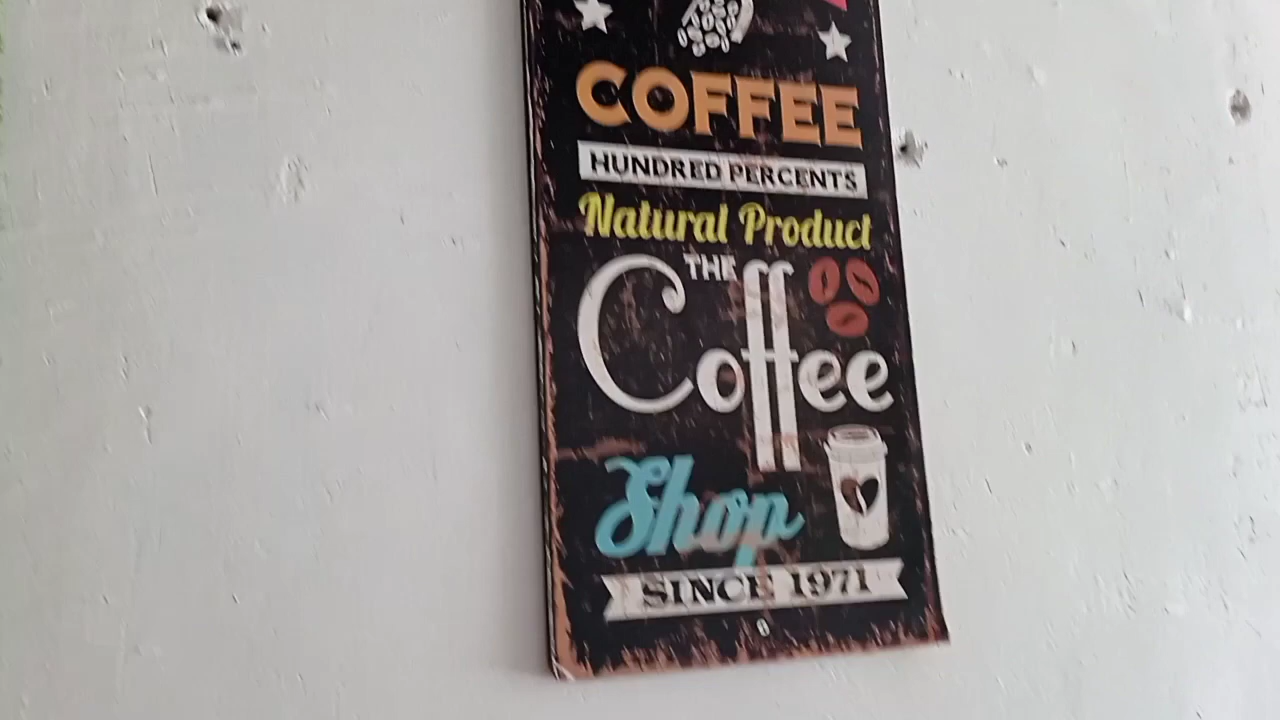 COFFEE
HUNDRED PERCENTS
Natural Product
THE
Coffee
Shop
SINCE 1971